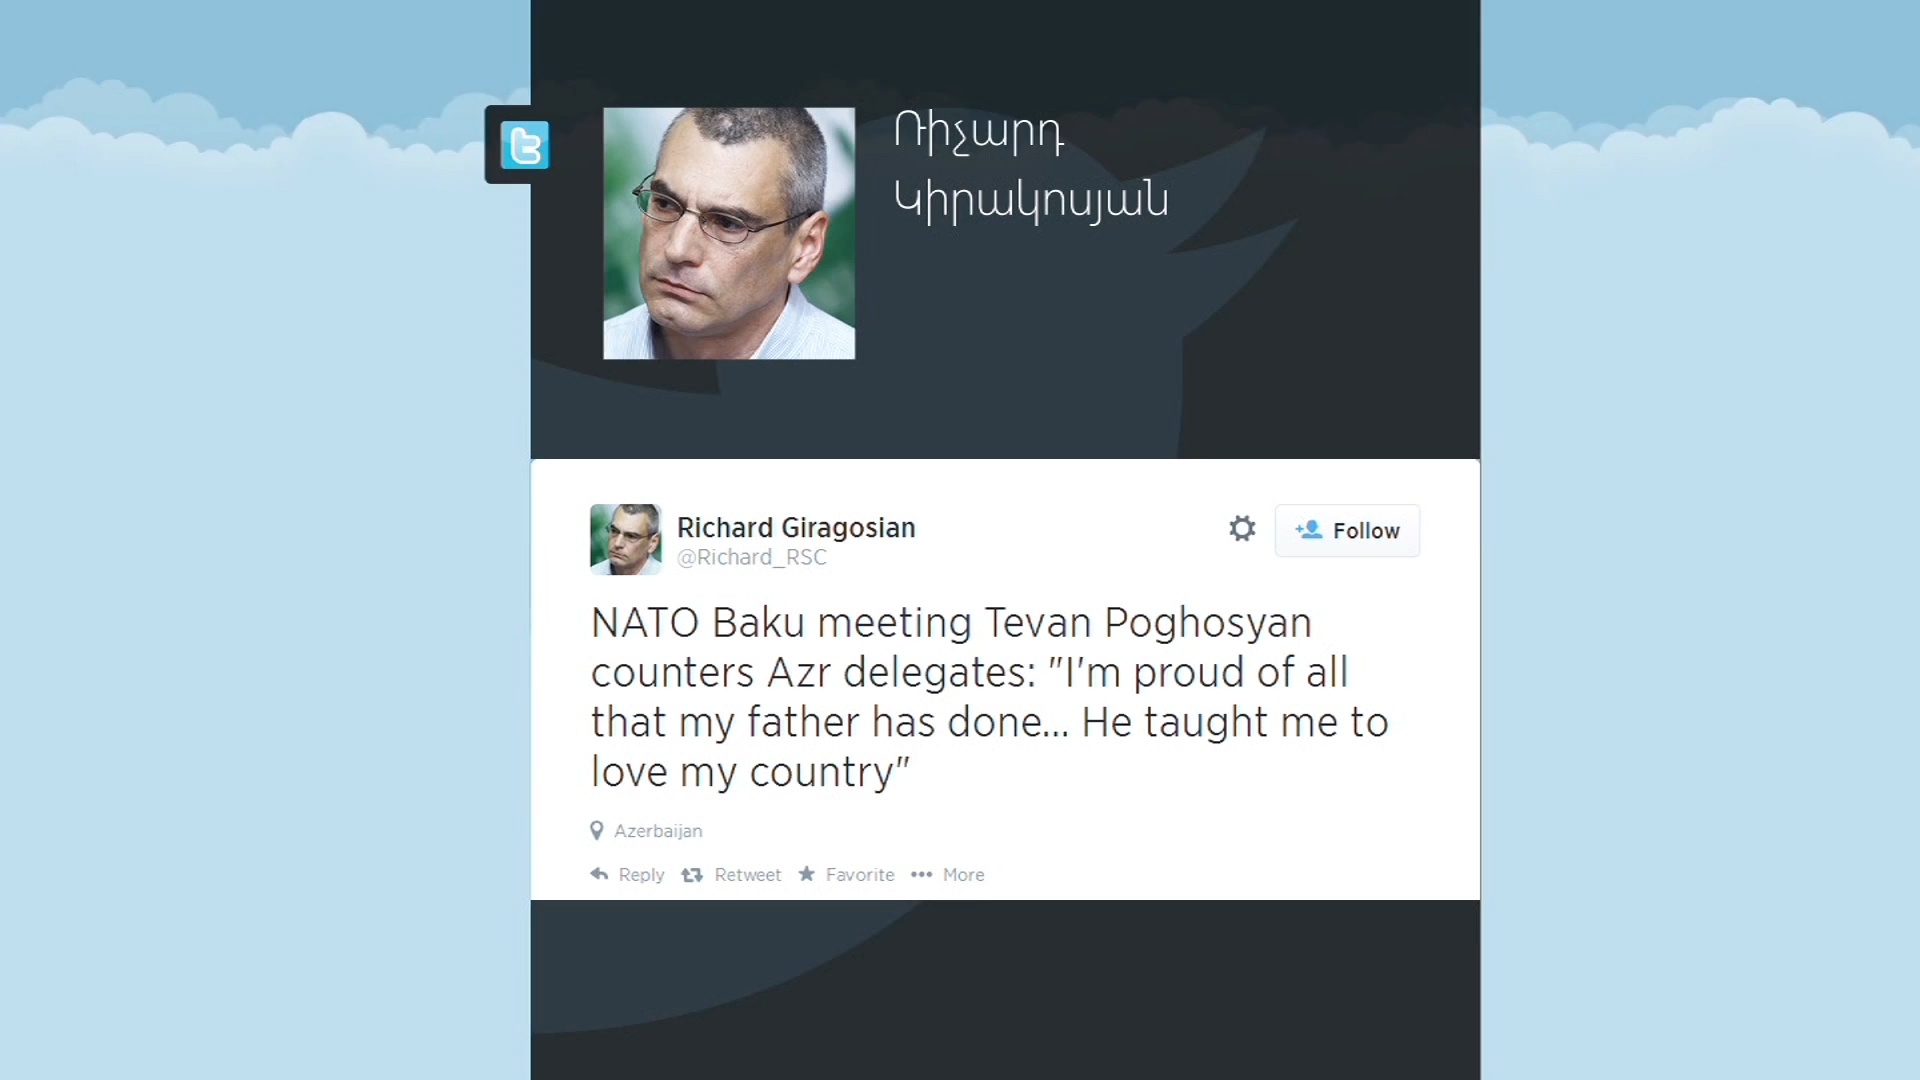 Ռիչարդ
Կիրակոսյան
Richard Giragosian
@Richard_RSC
Follow
NATO Baku meeting Tevan Poghosyan
counters Azr delegates: "I'm proud of all
that my father has done... He taught me to
love my country"
Azerbaijan
Reply Retweet Favorite More